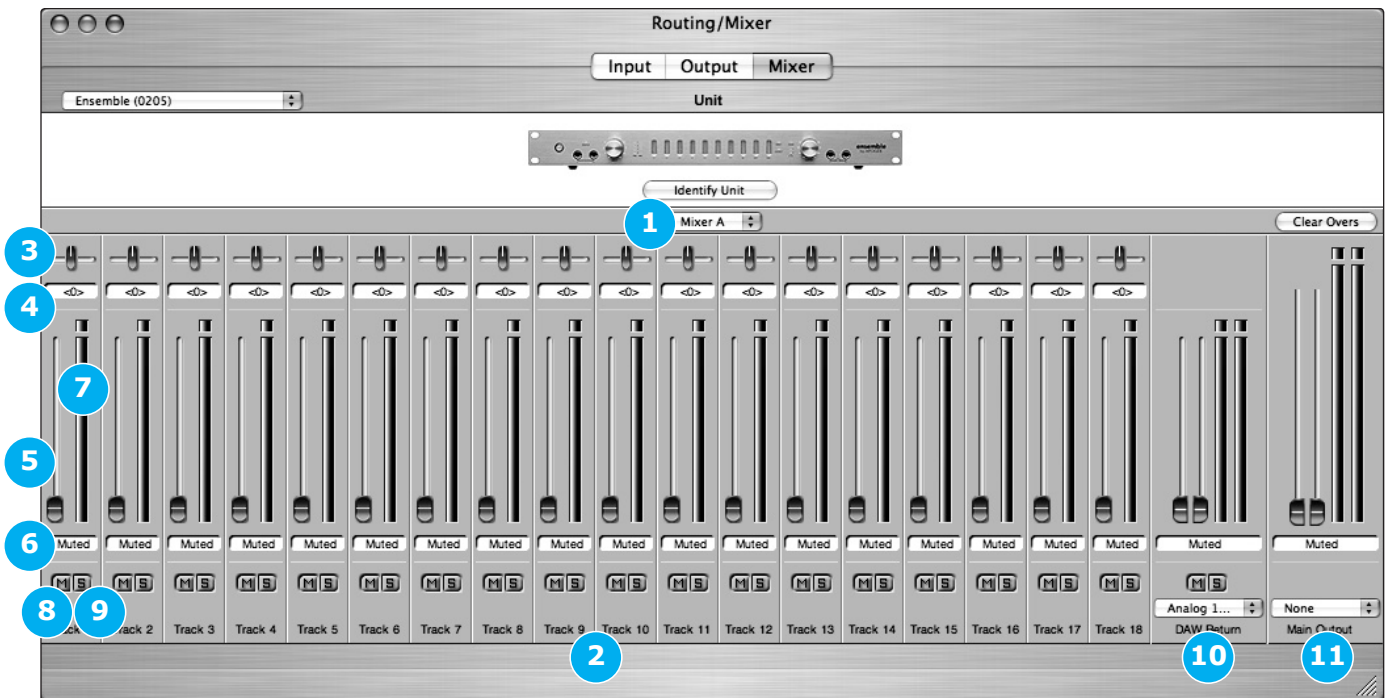 Routing/Mixer
Input Output Mixer
Ensemble (0205) Unit
ensemble
Identify Unit
1 Mixer A Clear Overs
3
4 <0> <0> <0> <0> <0> <0> <0> <0> <0> <0> <0> <0> <0> <0> <0> <0> <0> <0>
7
5
6 Muted Muted Muted Muted Muted Muted Muted Muted Muted Muted Muted Muted Muted Muted Muted Muted Muted Muted Muted Muted
M S M S M S M S M S M S M S M S M S M S M S M S M S M S M S M S M S M S M S
8 9 Analog 1... None
Track 2 Track 3 Track 4 Track 5 Track 6 Track 7 Track 8 Track 9 Track 10 Track 11 Track 12 Track 13 Track 14 Track 15 Track 16 Track 17 Track 18 DAW Return Main Output
2 10 11